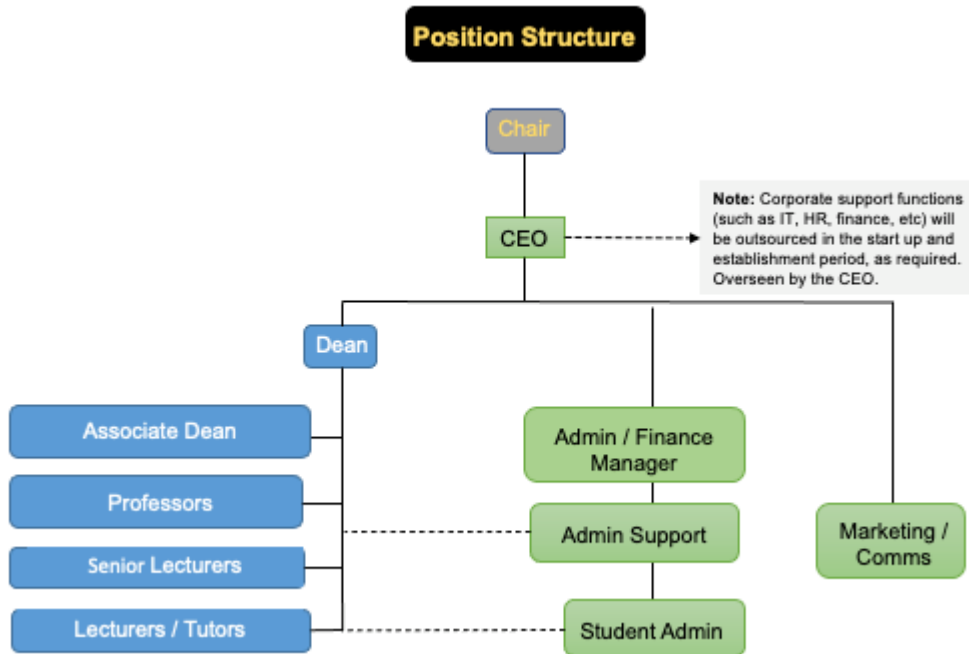 Position Structure
Chair
CEO
Note: Corporate support functions
(such as IT, HR, finance, etc) will
be outsourced in the start up and
establishment period, as required.
Overseen by the CEO.
Dean
Associate Dean
Professors
Senior Lecturers
Lecturers / Tutors
Admin / Finance
Manager
Admin Support
Student Admin
Marketing /
Comms